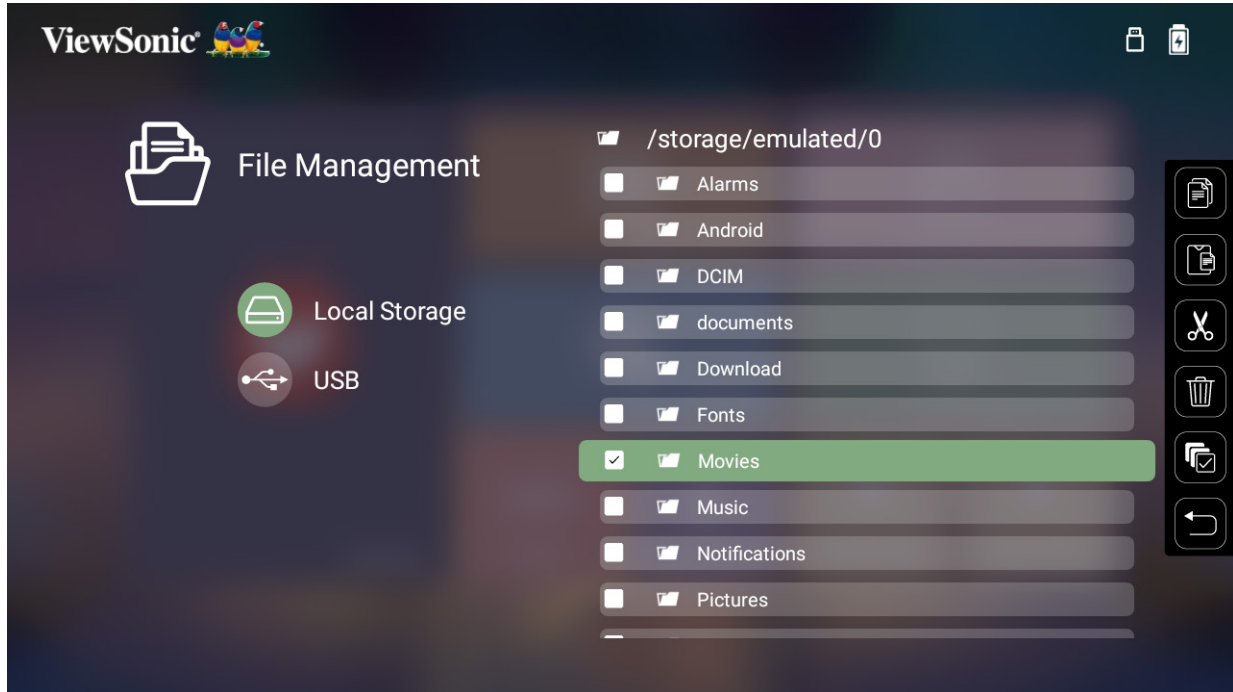 ViewSonic®
File Management
Local Storage
USB
/storage/emulated/0
Alarms
Android
DCIM
documents
Download
Fonts
Movies
Music
Notifications
Pictures